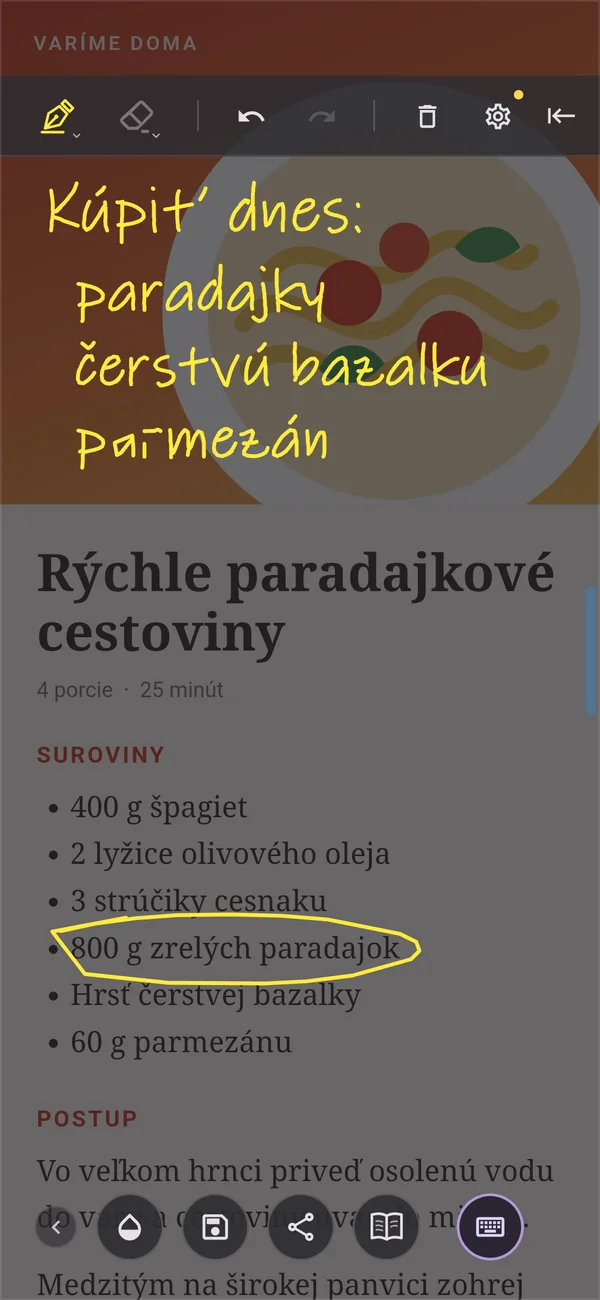 VARÍME DOMA
Kúpiť dnes:
paradajky
čerstvú bazalku
parmezán
Rýchle paradajkové
cestoviny
4 porcie · 25 minút
SUROVINY
• 400 g špagiet
• 2 lyžice olivového oleja
• 3 strúčiky cesnaku
• 800 g zrelých paradajok
• Hrsť čerstvej bazalky
• 60 g parmezánu
POSTUP
Vo veľkom hrnci priveď osolenú vodu
do
Medzitým na širokej panvici zohrej